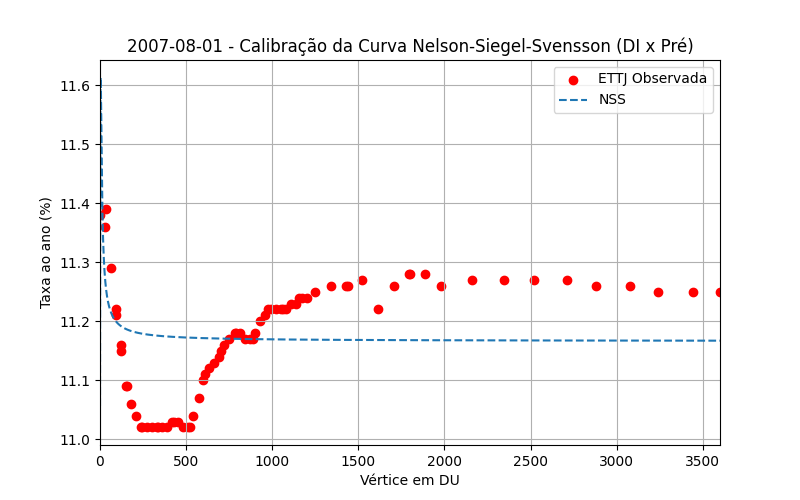 2007-08-01 - Calibração da Curva Nelson-Siegel-Svensson (DI x Pré)
ETTJ Observada
NSS
Taxa ao ano (%)
11.6
11.5
11.4
11.3
11.2
11.1
11.0
0 500 1000 1500 2000 2500 3000 3500
Vértice em DU